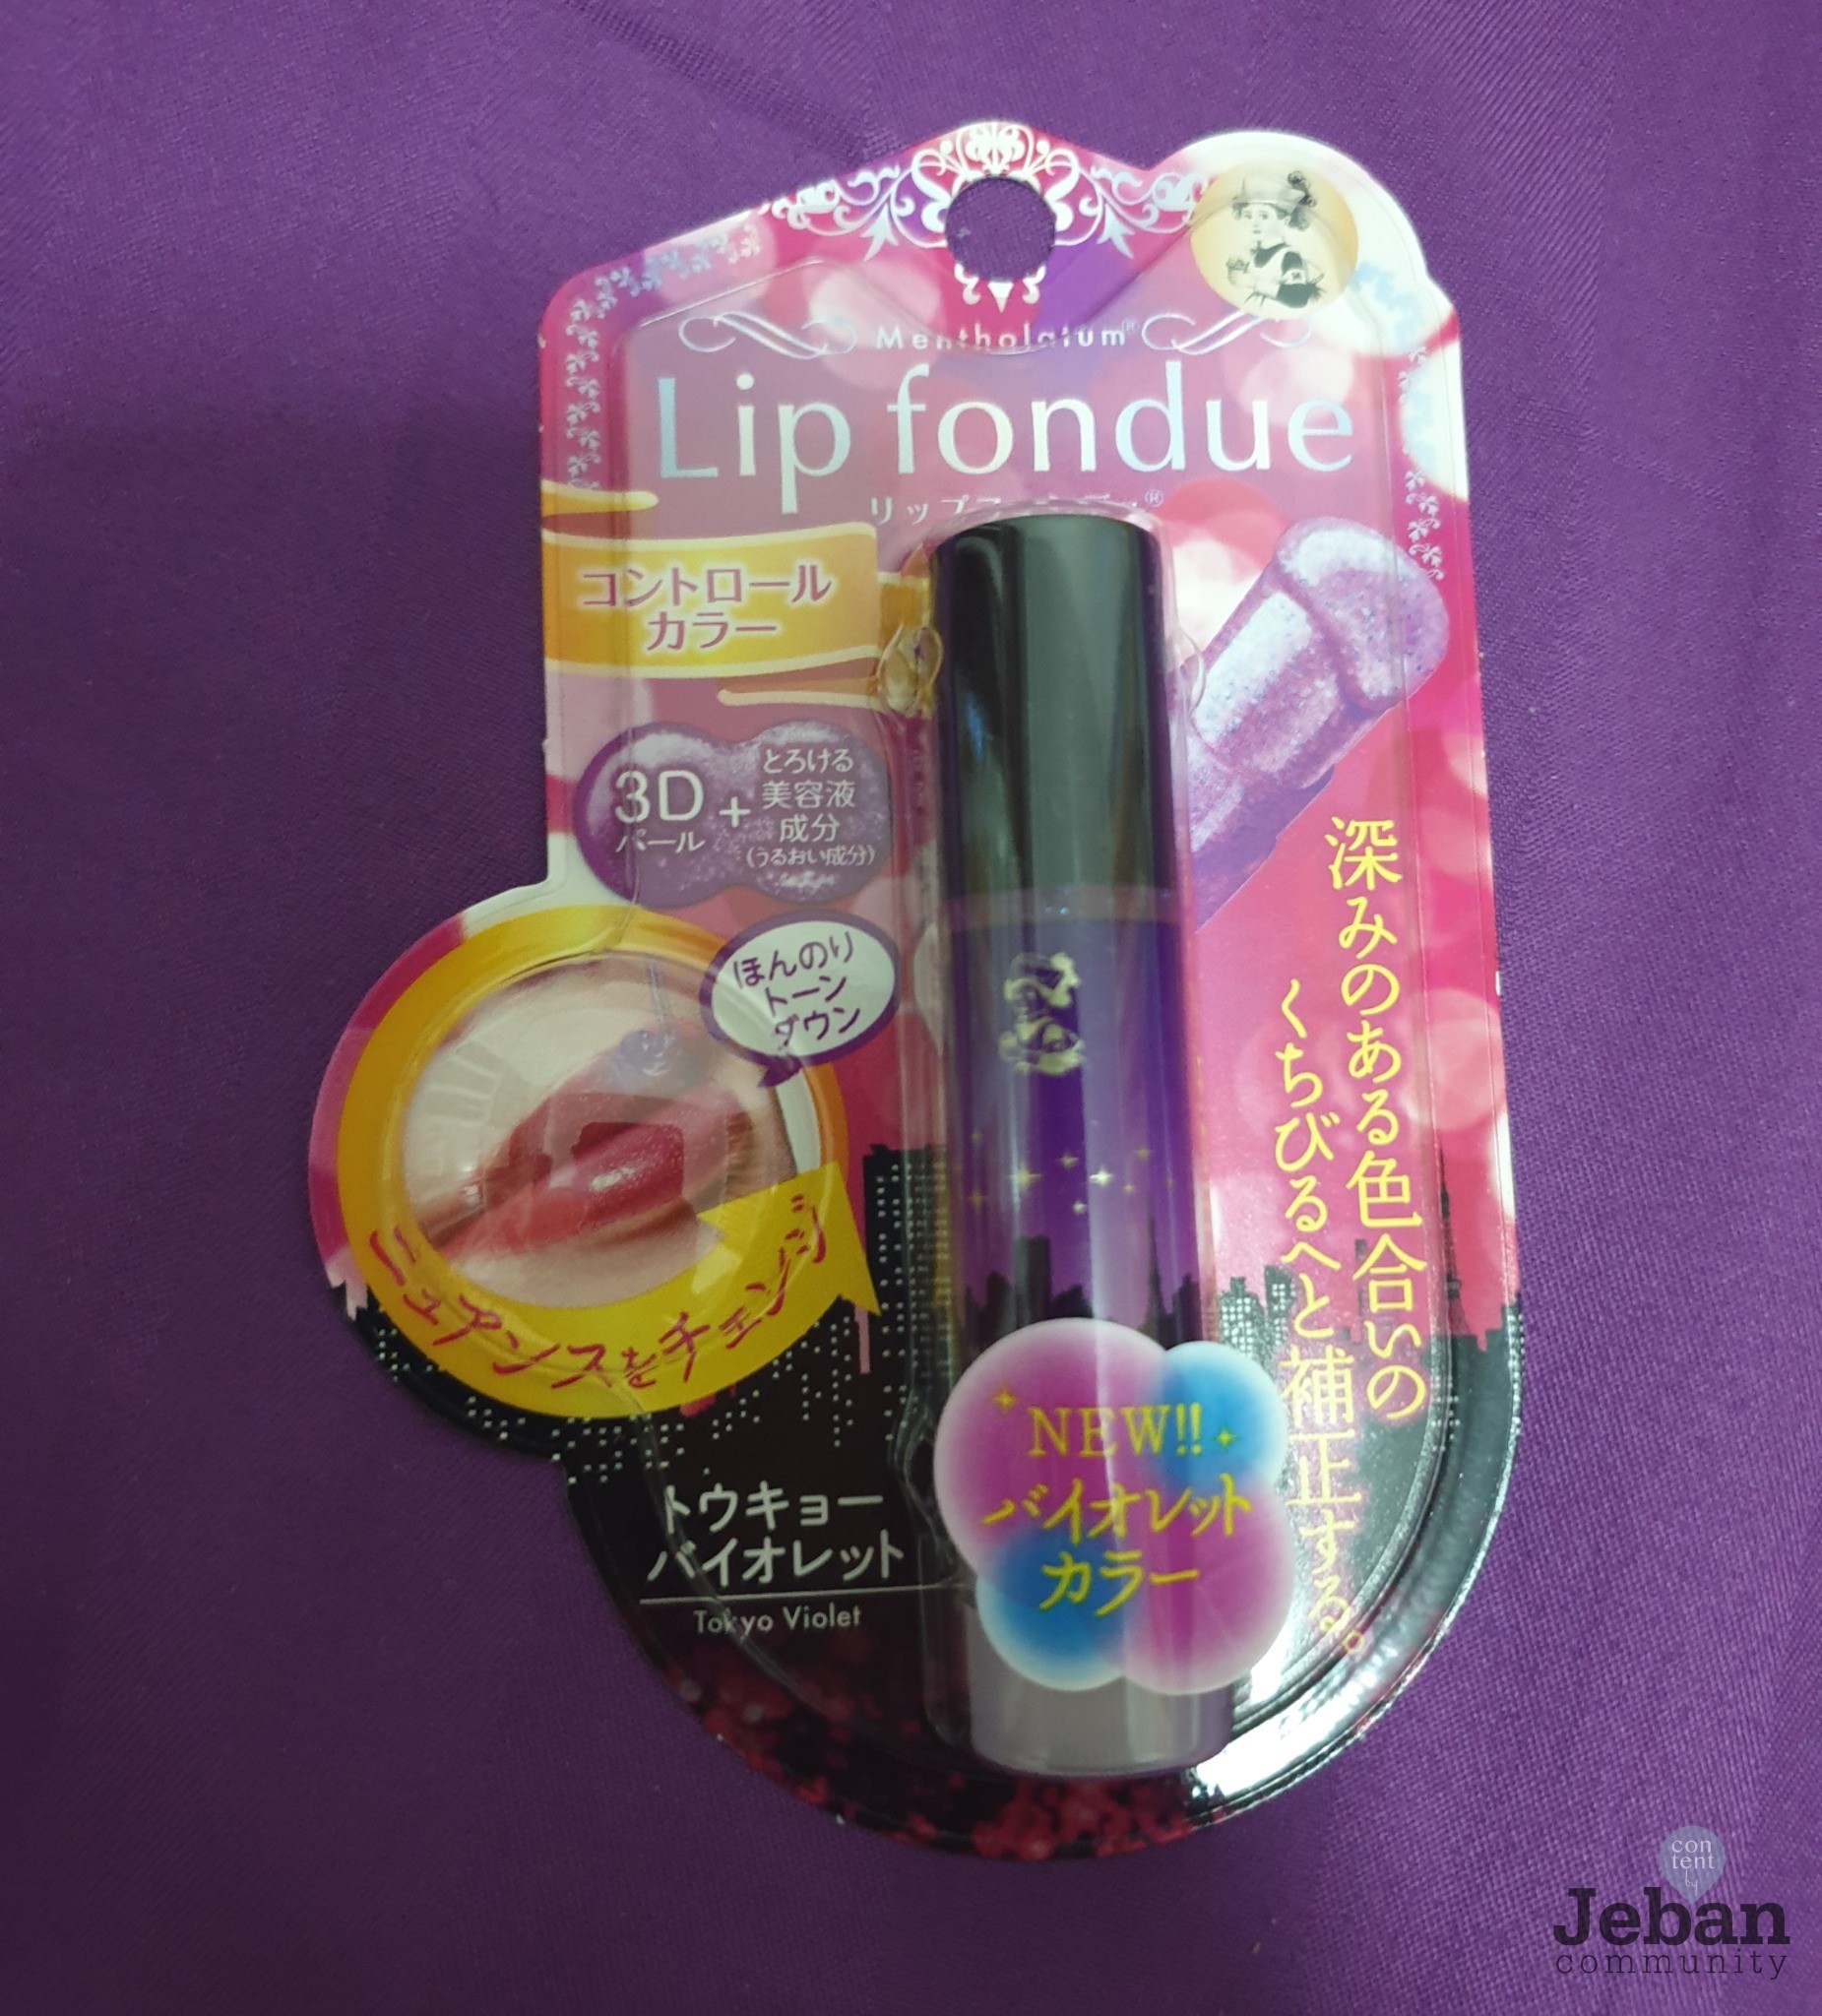 Mentholatum®
Lip fondue
コントロール
カラー
3D
パール
+
とろける
美容液
成分
(うるおい成分)
ほんのり
トーン
ダウン
ニュアンスをチェンジ
深みのある色合いの
くちびるへと補正する。
NEW!!
バイオレット
カラー
トウキョー
バイオレット
Tokyo Violet
con
tent
by
Jeban
community